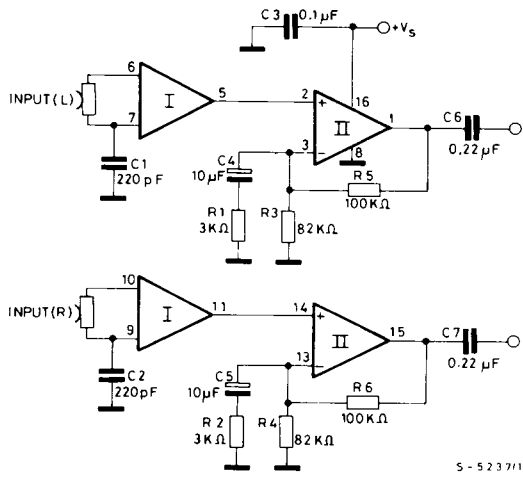 C3 0.1µF
+Vs
6
INPUT(L)
I
5
2
+
16
II
1
C6
7
3
−
8
0,22µF
C1
220pF
C4
10µF
R5
100KΩ
R1
3KΩ
R3
82KΩ
10
INPUT(R)
I
11
14
+
II
15
C7
9
13
−
0.22µF
C2
220pF
C5
10µF
R6
100KΩ
R2
3KΩ
R4
82KΩ
S-5237/1